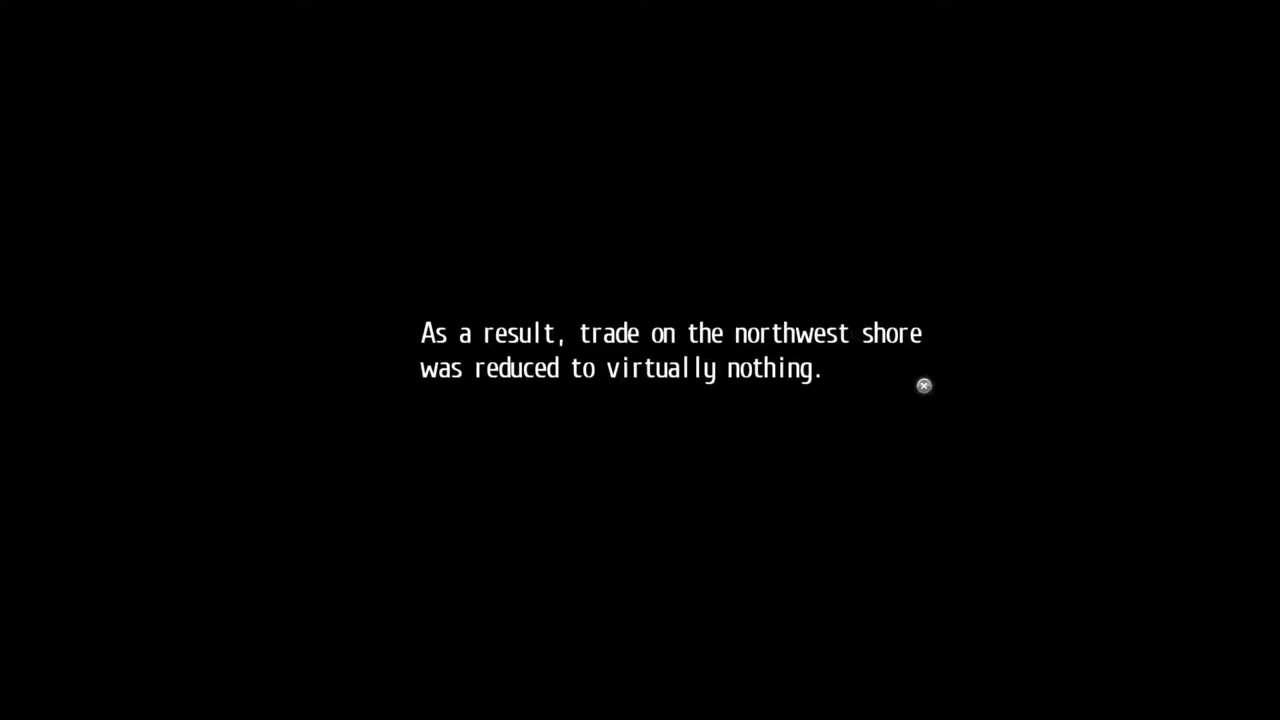 As a result, trade on the northwest shore
was reduced to virtually nothing.